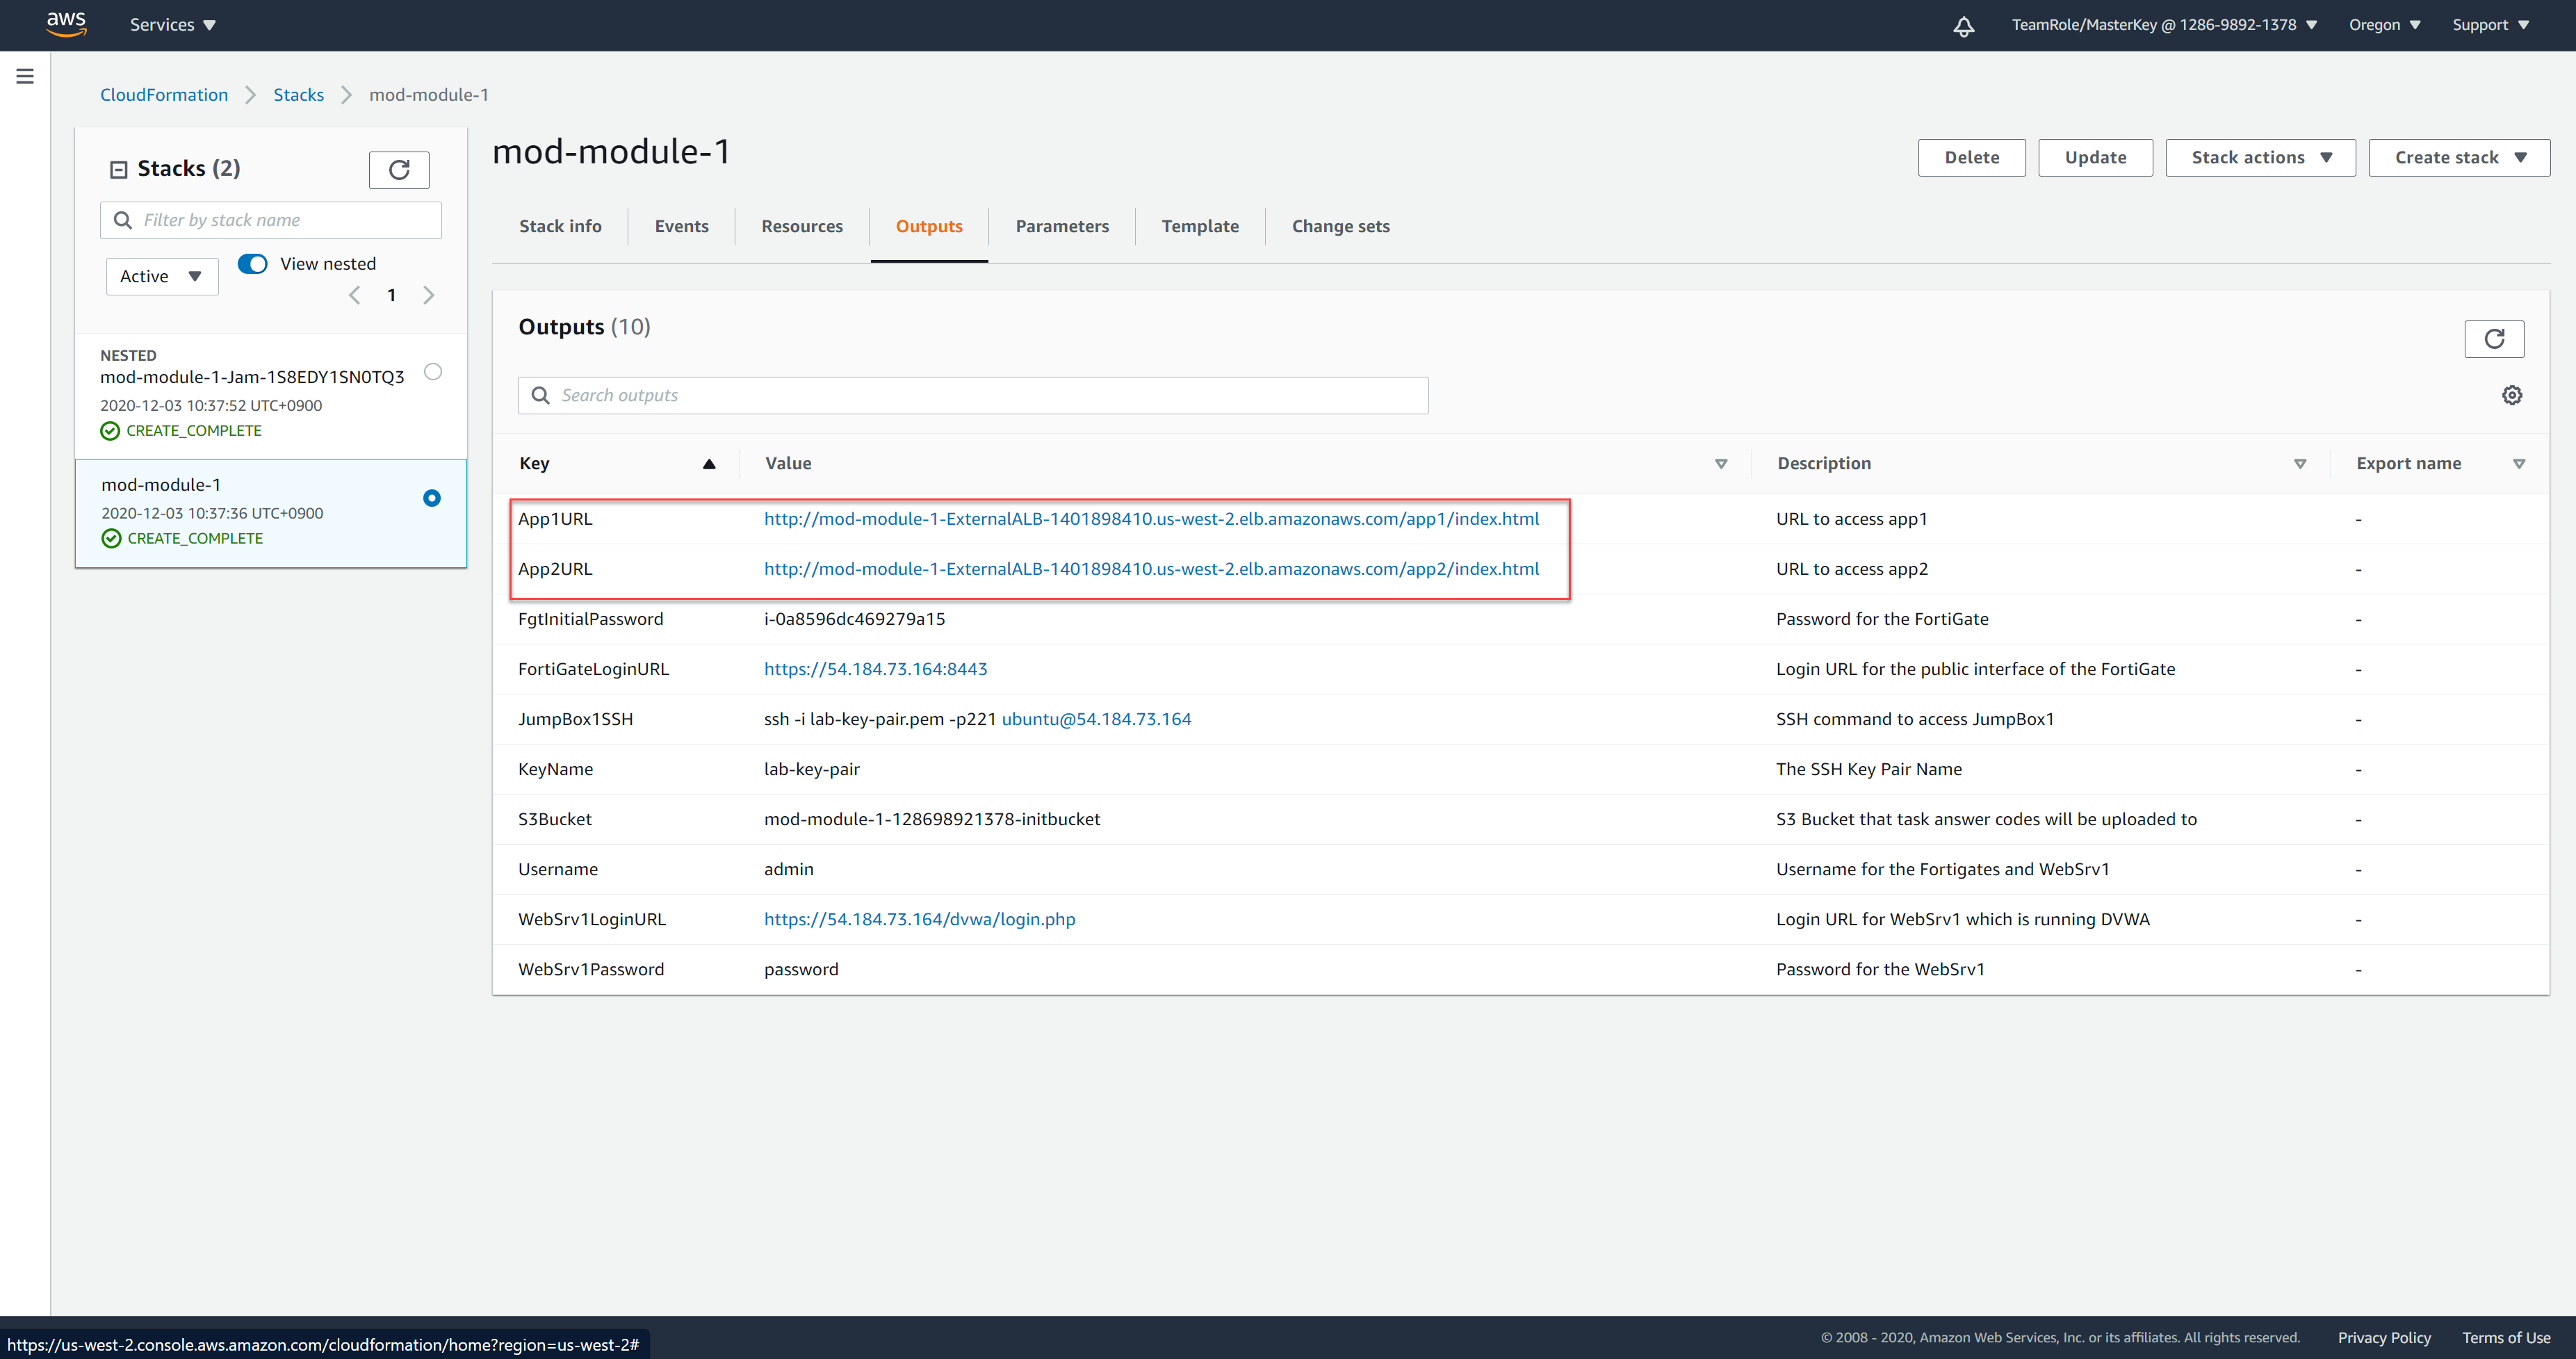 aws
Services
TeamRole/MasterKey @ 1286-9892-1378
Oregon
Support
CloudFormation
Stacks
mod-module-1
Stacks (2)
Filter by stack name
Active
View nested
1
NESTED
mod-module-1-Jam-1S8EDY1SN0TQ3
2020-12-03 10:37:52 UTC+0900
CREATE_COMPLETE
mod-module-1
2020-12-03 10:37:36 UTC+0900
CREATE_COMPLETE
mod-module-1
Delete
Update
Stack actions
Create stack
Stack info
Events
Resources
Outputs
Parameters
Template
Change sets
Outputs (10)
Search outputs
Key Value Description Export name
App1URL http://mod-module-1-ExternalALB-1401898410.us-west-2.elb.amazonaws.com/app1/index.html URL to access app1 -
App2URL http://mod-module-1-ExternalALB-1401898410.us-west-2.elb.amazonaws.com/app2/index.html URL to access app2 -
FgtInitialPassword i-0a8596dc469279a15 Password for the FortiGate -
FortiGateLoginURL https://54.184.73.164:8443 Login URL for the public interface of the FortiGate -
JumpBox1SSH ssh -i lab-key-pair.pem -p221 ubuntu@54.184.73.164 SSH command to access JumpBox1 -
KeyName lab-key-pair The SSH Key Pair Name -
S3Bucket mod-module-1-128698921378-initbucket S3 Bucket that task answer codes will be uploaded to -
Username admin Username for the Fortigates and WebSrv1 -
WebSrv1LoginURL https://54.184.73.164/dvwa/login.php Login URL for WebSrv1 which is running DVWA -
WebSrv1Password password Password for the WebSrv1 -
https://us-west-2.console.aws.amazon.com/cloudformation/home?region=us-west-2#
© 2008 - 2020, Amazon Web Services, Inc. or its affiliates. All rights reserved.
Privacy Policy
Terms of Use